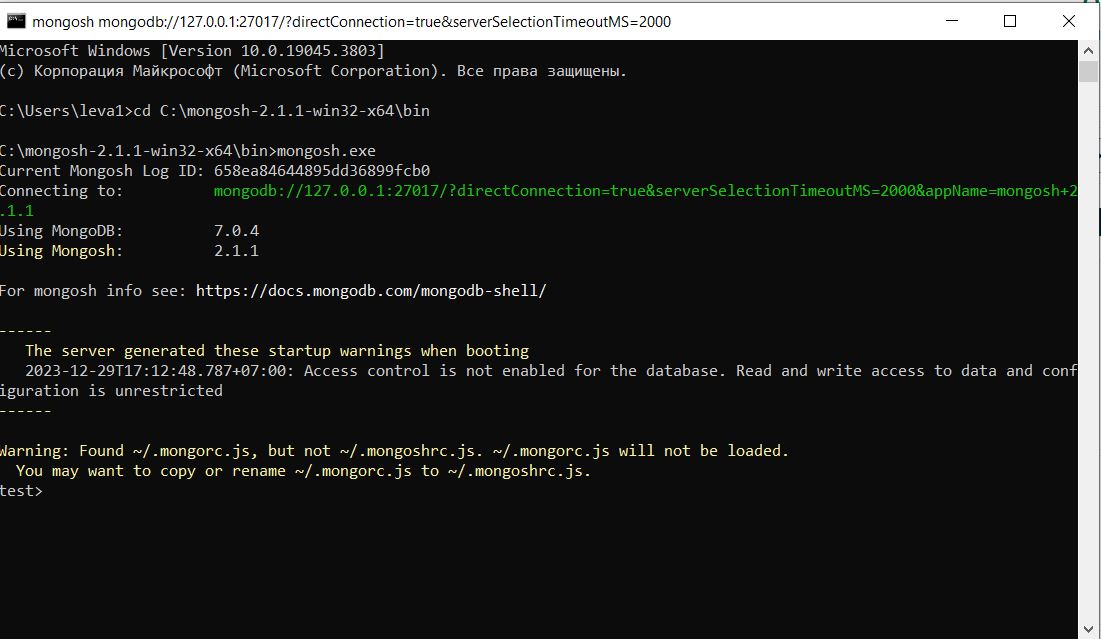 mongosh mongodb://127.0.0.1:27017/?directConnection=true&serverSelectionTimeoutMS=2000
Microsoft Windows [Version 10.0.19045.3803]
(c) Корпорация Майкрософт (Microsoft Corporation). Все права защищены.
C:\Users\leva1>cd C:\mongosh-2.1.1-win32-x64\bin
C:\mongosh-2.1.1-win32-x64\bin>mongosh.exe
Current Mongosh Log ID: 658ea84644895dd36899fcb0
Connecting to:          mongodb://127.0.0.1:27017/?directConnection=true&serverSelectionTimeoutMS=2000&appName=mongosh+2
.1.1
Using MongoDB:          7.0.4
Using Mongosh:          2.1.1
For mongosh info see: https://docs.mongodb.com/mongodb-shell/
------
   The server generated these startup warnings when booting
   2023-12-29T17:12:48.787+07:00: Access control is not enabled for the database. Read and write access to data and conf
iguration is unrestricted
------
Warning: Found ~/.mongorc.js, but not ~/.mongoshrc.js. ~/.mongorc.js will not be loaded.
  You may want to copy or rename ~/.mongorc.js to ~/.mongoshrc.js.
test>